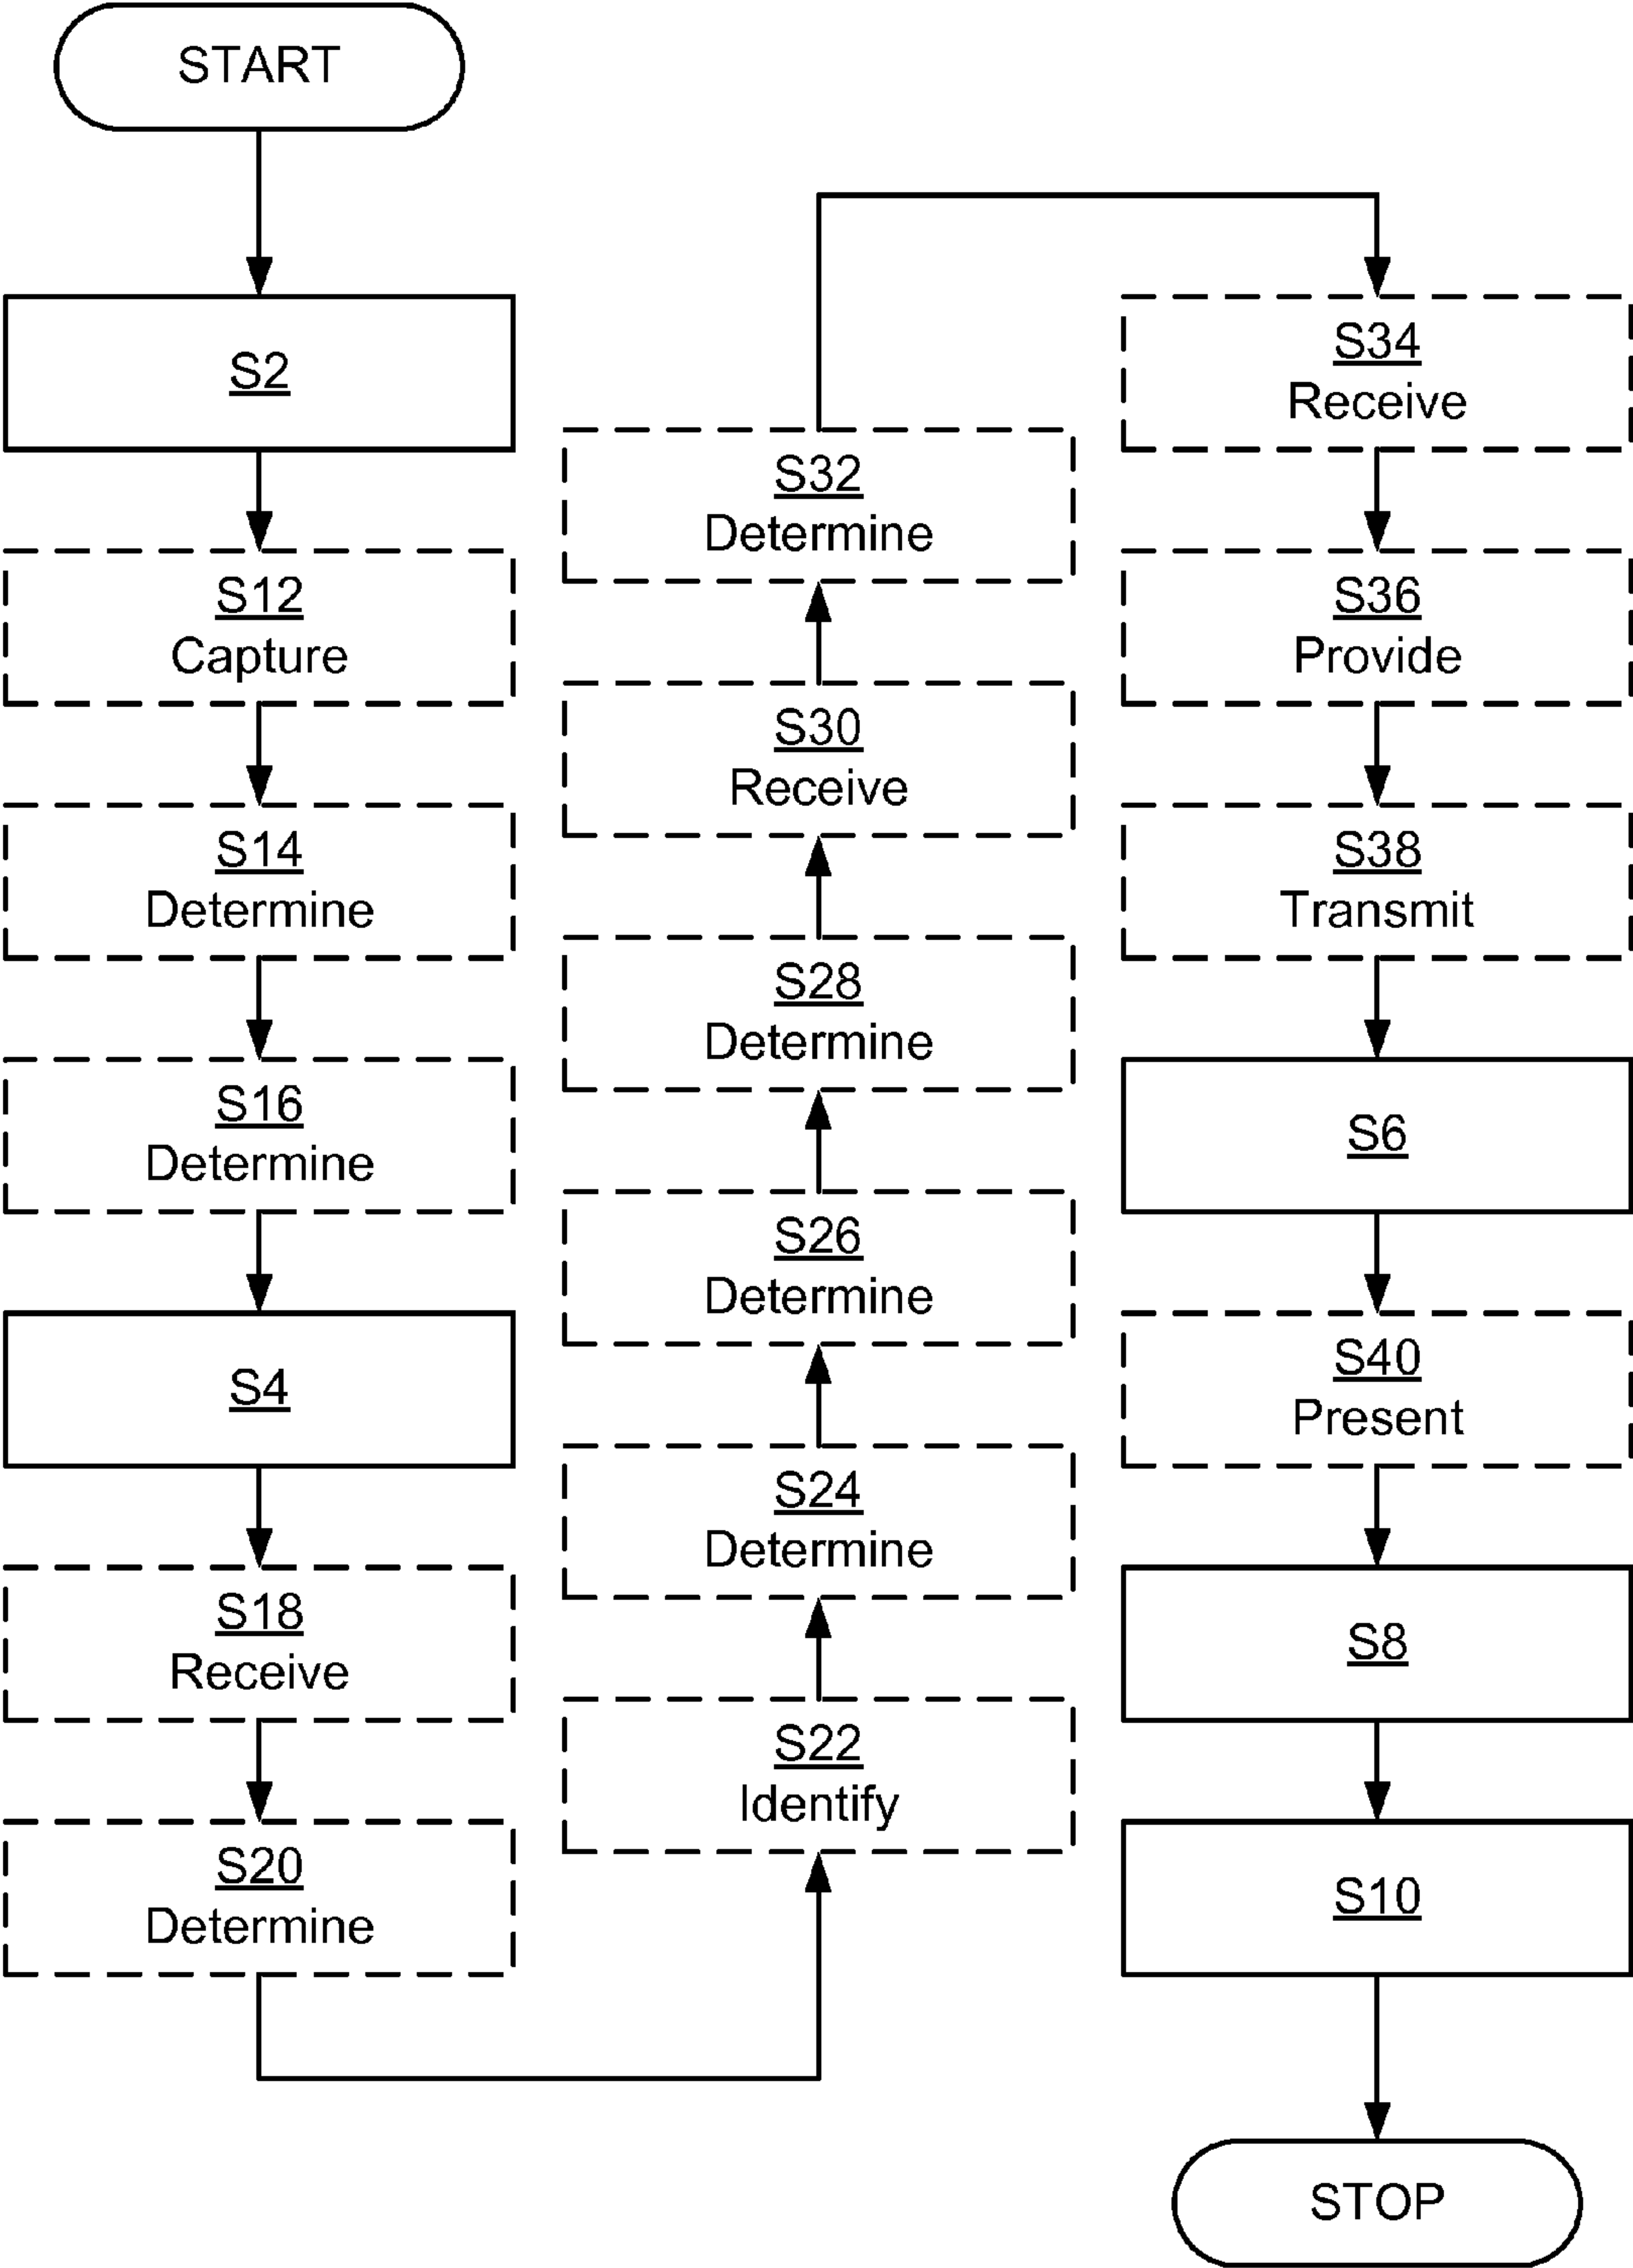 START
S2
S12
Capture
S14
Determine
S16
Determine
S4
S18
Receive
S20
Determine
S22
Identify
S24
Determine
S26
Determine
S28
Determine
S30
Receive
S32
Determine
S34
Receive
S36
Provide
S38
Transmit
S6
S40
Present
S8
S10
STOP